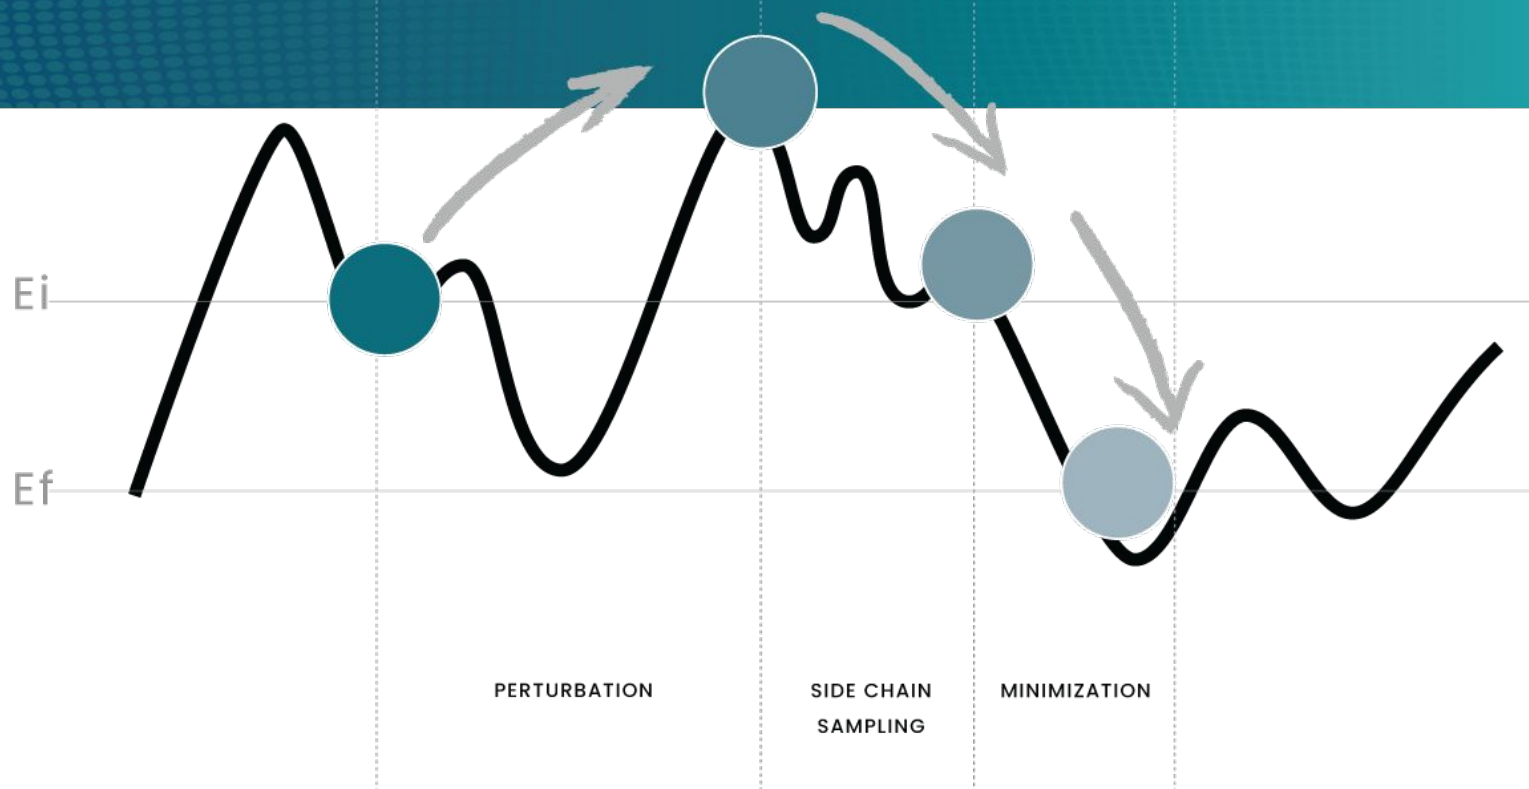 Ei
Ef
PERTURBATION
SIDE CHAIN
SAMPLING
MINIMIZATION